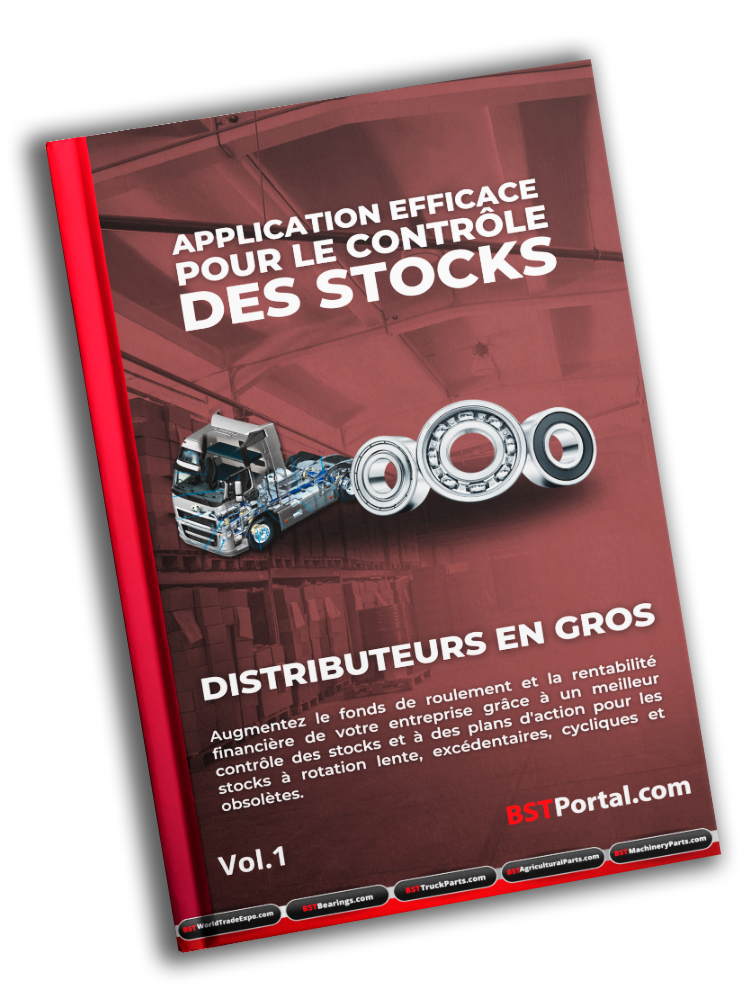 APPLICATION EFFICACE
POUR LE CONTRÔLE
DES STOCKS
DISTRIBUTEURS EN GROS
Augmentez le fonds de roulement et la rentabilité
financière de votre entreprise grâce à un meilleur
contrôle des stocks et à des plans d'action pour les
stocks à rotation lente, excédentaires, cycliques et
obsolètes.
BSTPortal.com
Vol.1
BSTWorldTradeExpo.com
BSTBearings.com
BSTTruckParts.com
BSTAgriculturalParts.com
BSTMachineryParts.com